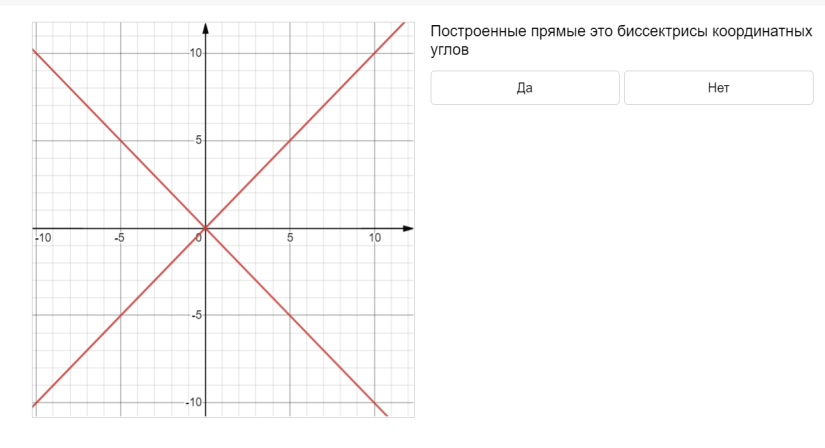 Построенные прямые это биссектрисы координатных
углов
Да
Нет
10
5
-10
-5
0
5
10
-5
-10